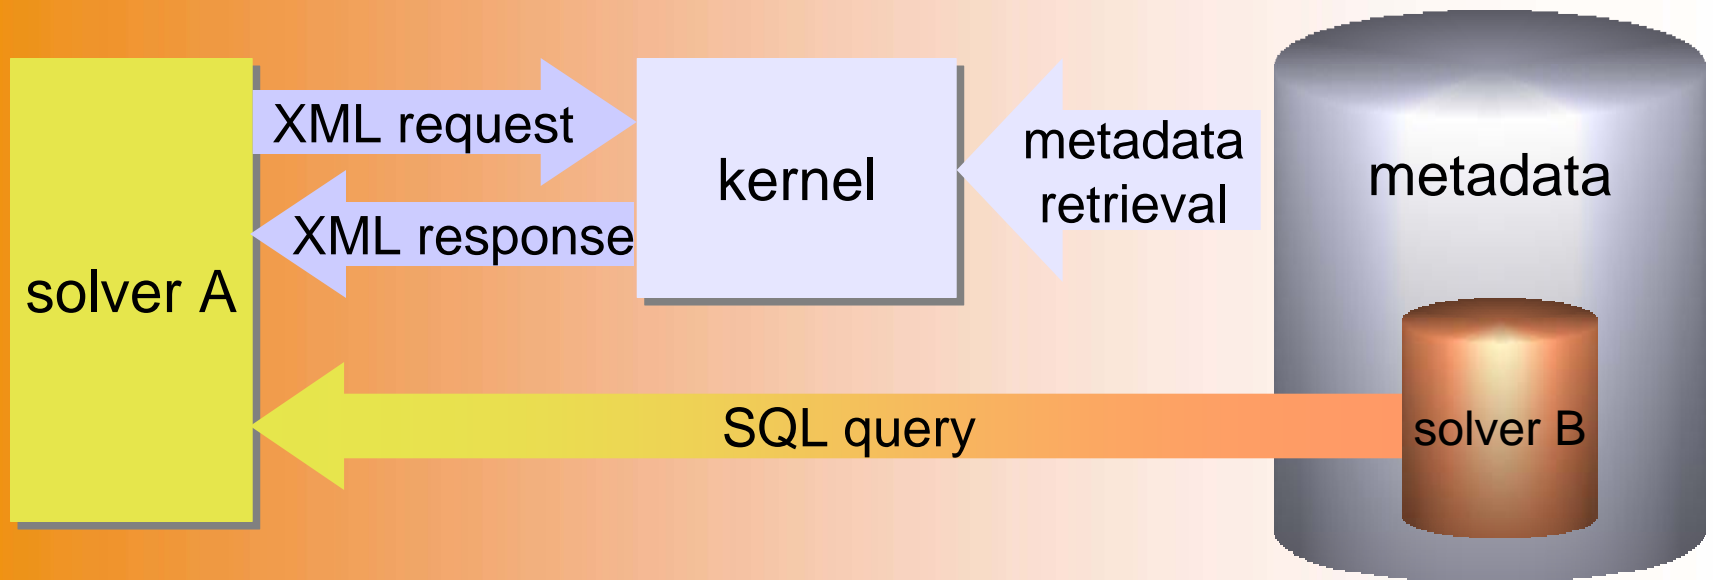 XML request
XML response
solver A
kernel
metadata
retrieval
metadata
SQL query
solver B